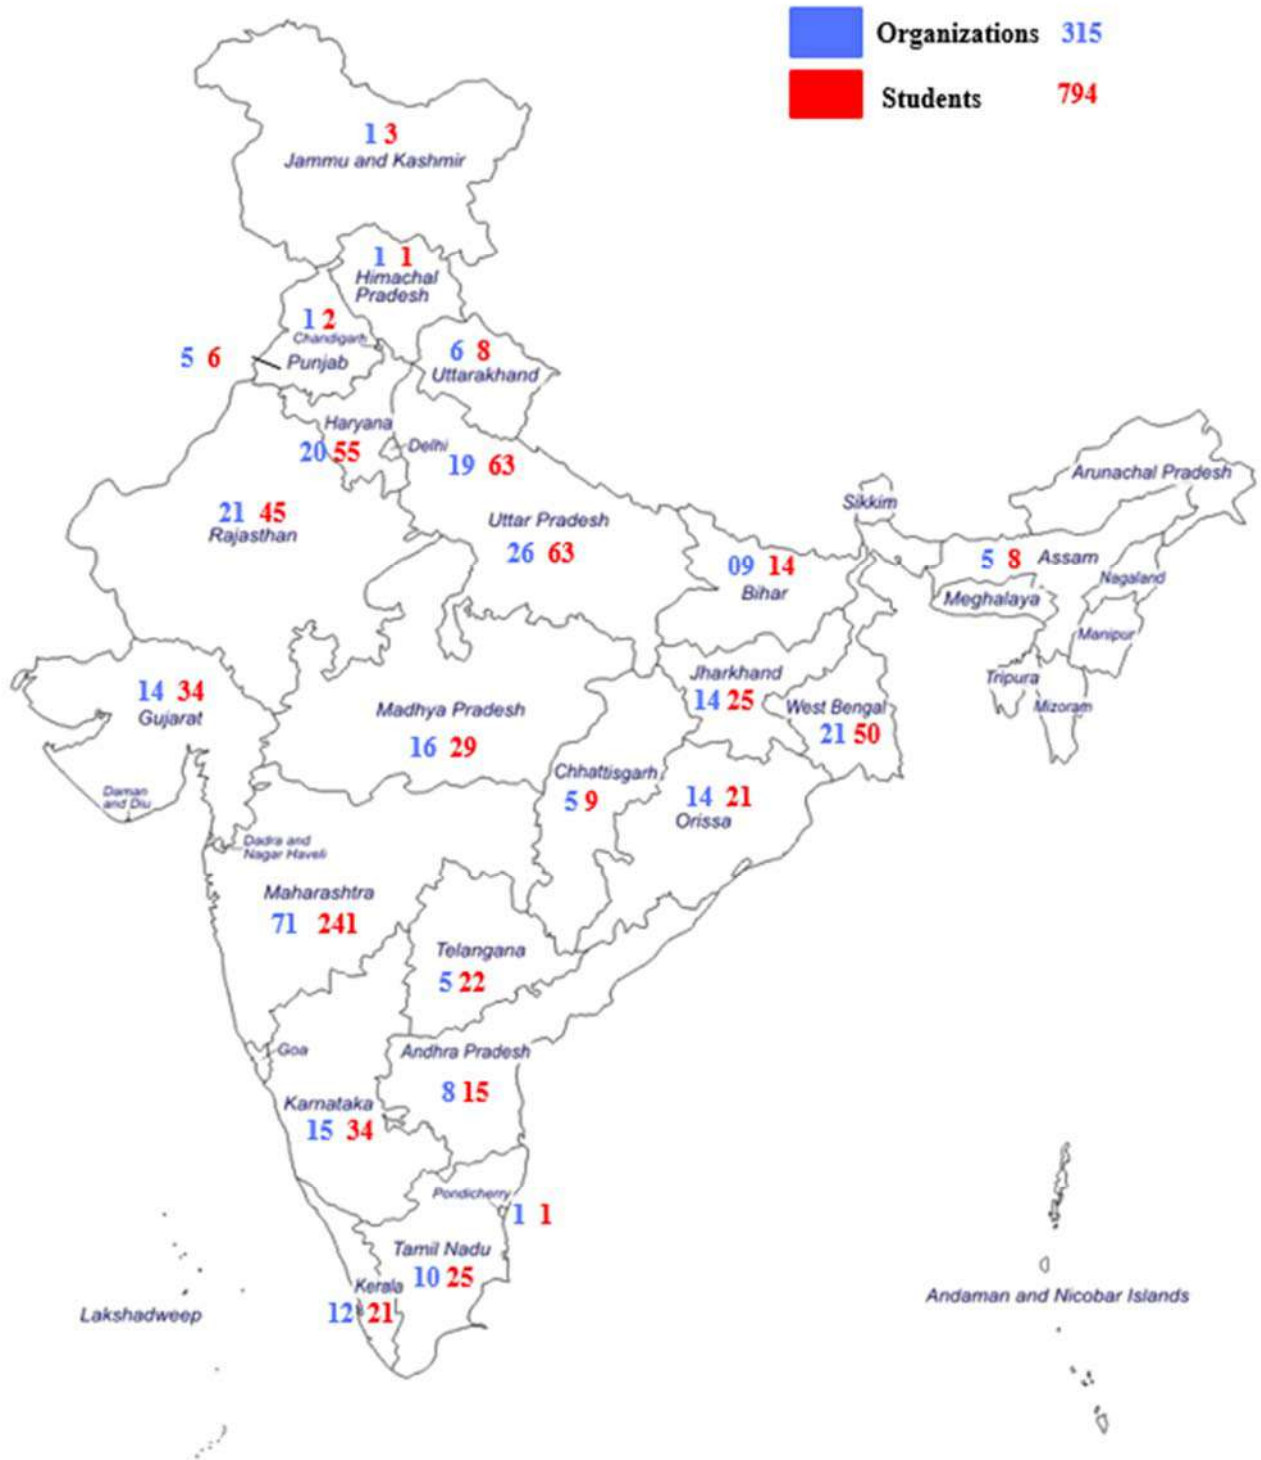 Organizations 315
Students 794
1 3
Jammu and Kashmir
1 1
Himachal
Pradesh
1 2
Chandigarh
5 6
Punjab
6 8
Uttarakhand
Haryana
20 55
Delhi
19 63
21 45
Rajasthan
Uttar Pradesh
26 63
09 14
Bihar
Sikkim
Arunachal Pradesh
5 8 Assam
Nagaland
Meghalaya
Manipur
Tripura
Mizoram
14 34
Gujarat
Daman
and Diu
Madhya Pradesh
16 29
Jharkhand
14 25
West Bengal
21 50
Chhattisgarh
5 9
14 21
Orissa
Dadra and
Nagar Haveli
Maharashtra
71 241
Telangana
5 22
Goa
Andhra Pradesh
8 15
Karnataka
15 34
Pondicherry
1 1
Tamil Nadu
10 25
Kerala
12 21
Lakshadweep
Andaman and Nicobar Islands